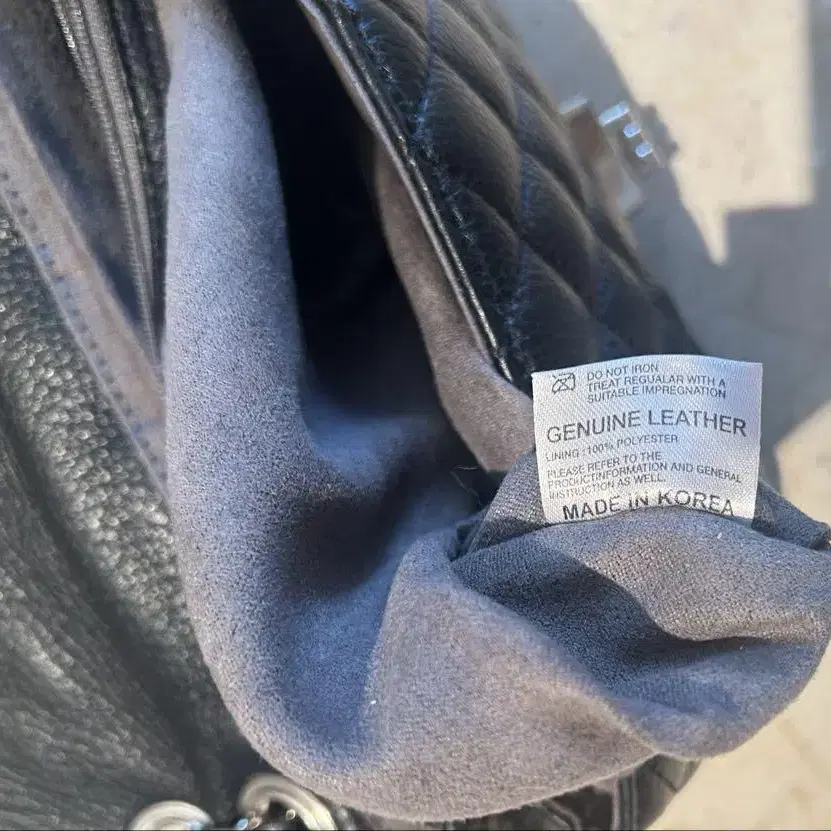 DO NOT IRON
TREAT REGUALAR WITH A
SUITABLE IMPREGNATION
GENUINE LEATHER
LINING : 100% POLYESTER
PLEASE REFER TO THE
PRODUCTINFORMATION AND GENERAL
INSTRUCTION AS WELL.
MADE IN KOREA